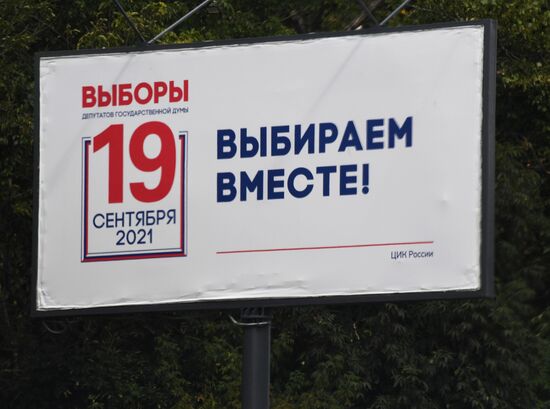 ВЫБОРЫ
ДЕПУТАТОВ ГОСУДАРСТВЕННОЙ ДУМЫ
19
СЕНТЯБРЯ
2021
ВЫБИРАЕМ
ВМЕСТЕ!
ЦИК России